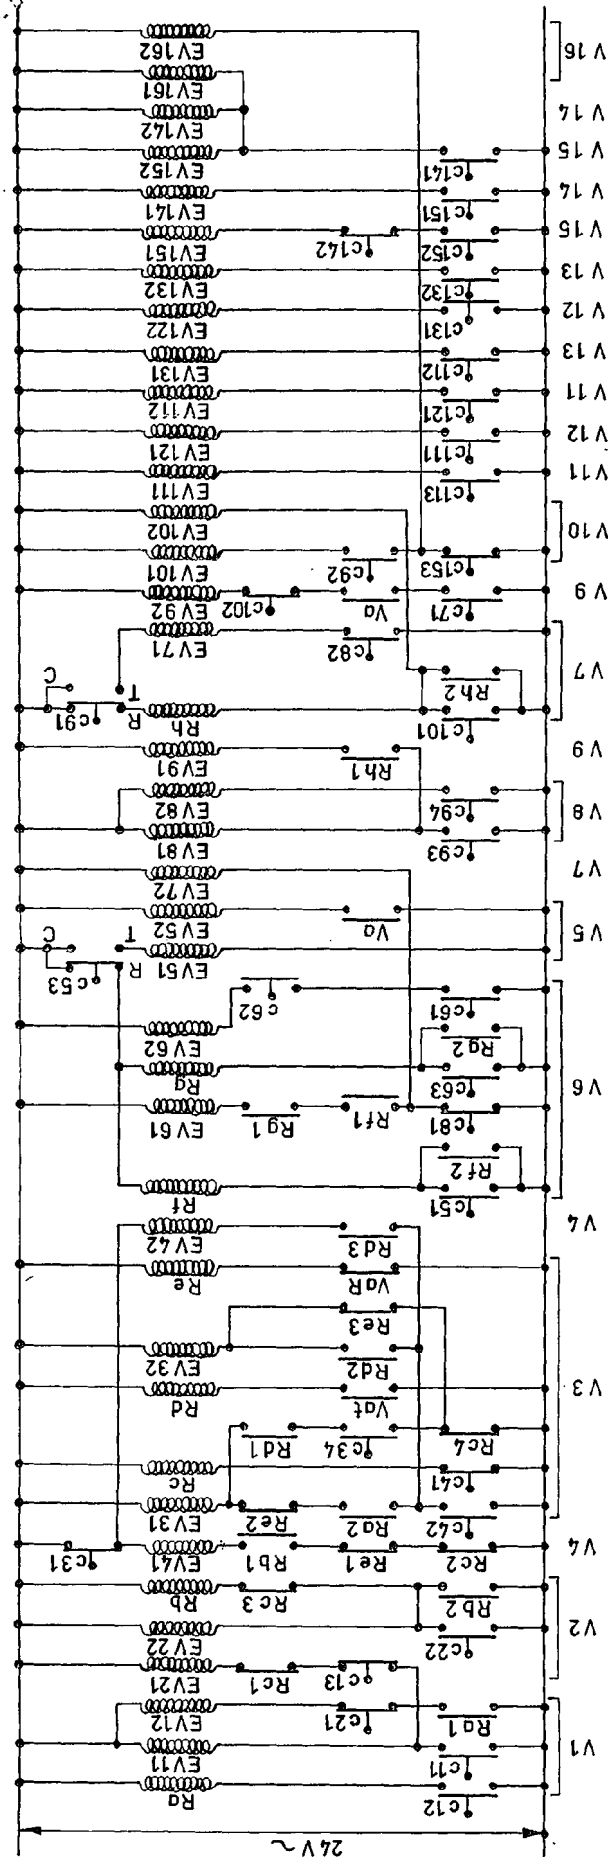 24V~
c12 Ra
V1 c11 EV11
Ra1 c21 EV12
c13 Rc1 EV21
V2 c22 EV22
Rb2 Rc3 Rb
V4 Rc2 Re1 Rb1 EV41 c31
c42 Ra2 Re2 EV31
c41 Rc
Rc4 c34 Rd1
V3 Vat Rd
Rd2 EV32
Re3
VaR Re
V4 Rd3 EV42
c51 Rf
Rf2
V6 c81 Rf1 Rg1 EV61
c63 Rg
Rg2 EV62
c61 c62
R c53
V5 EV51 T C
Va EV52
V7 EV72
c93 EV81
V8 c94 EV82
V9 Rh1 EV91
c101 Rh R c91
V7 Rh2 T C
c82 EV71
V9 c71 Va c102 EV92
c153 c92 EV101
V10 EV102
V11 c113 EV111
V12 c111 EV121
V11 c121 EV112
V13 c112 EV131
V12 c131 EV122
V13 c132 EV132
V15 c152 c142 EV151
V14 c151 EV141
V15 c141 EV152
V14 EV142
V16 EV161
EV162